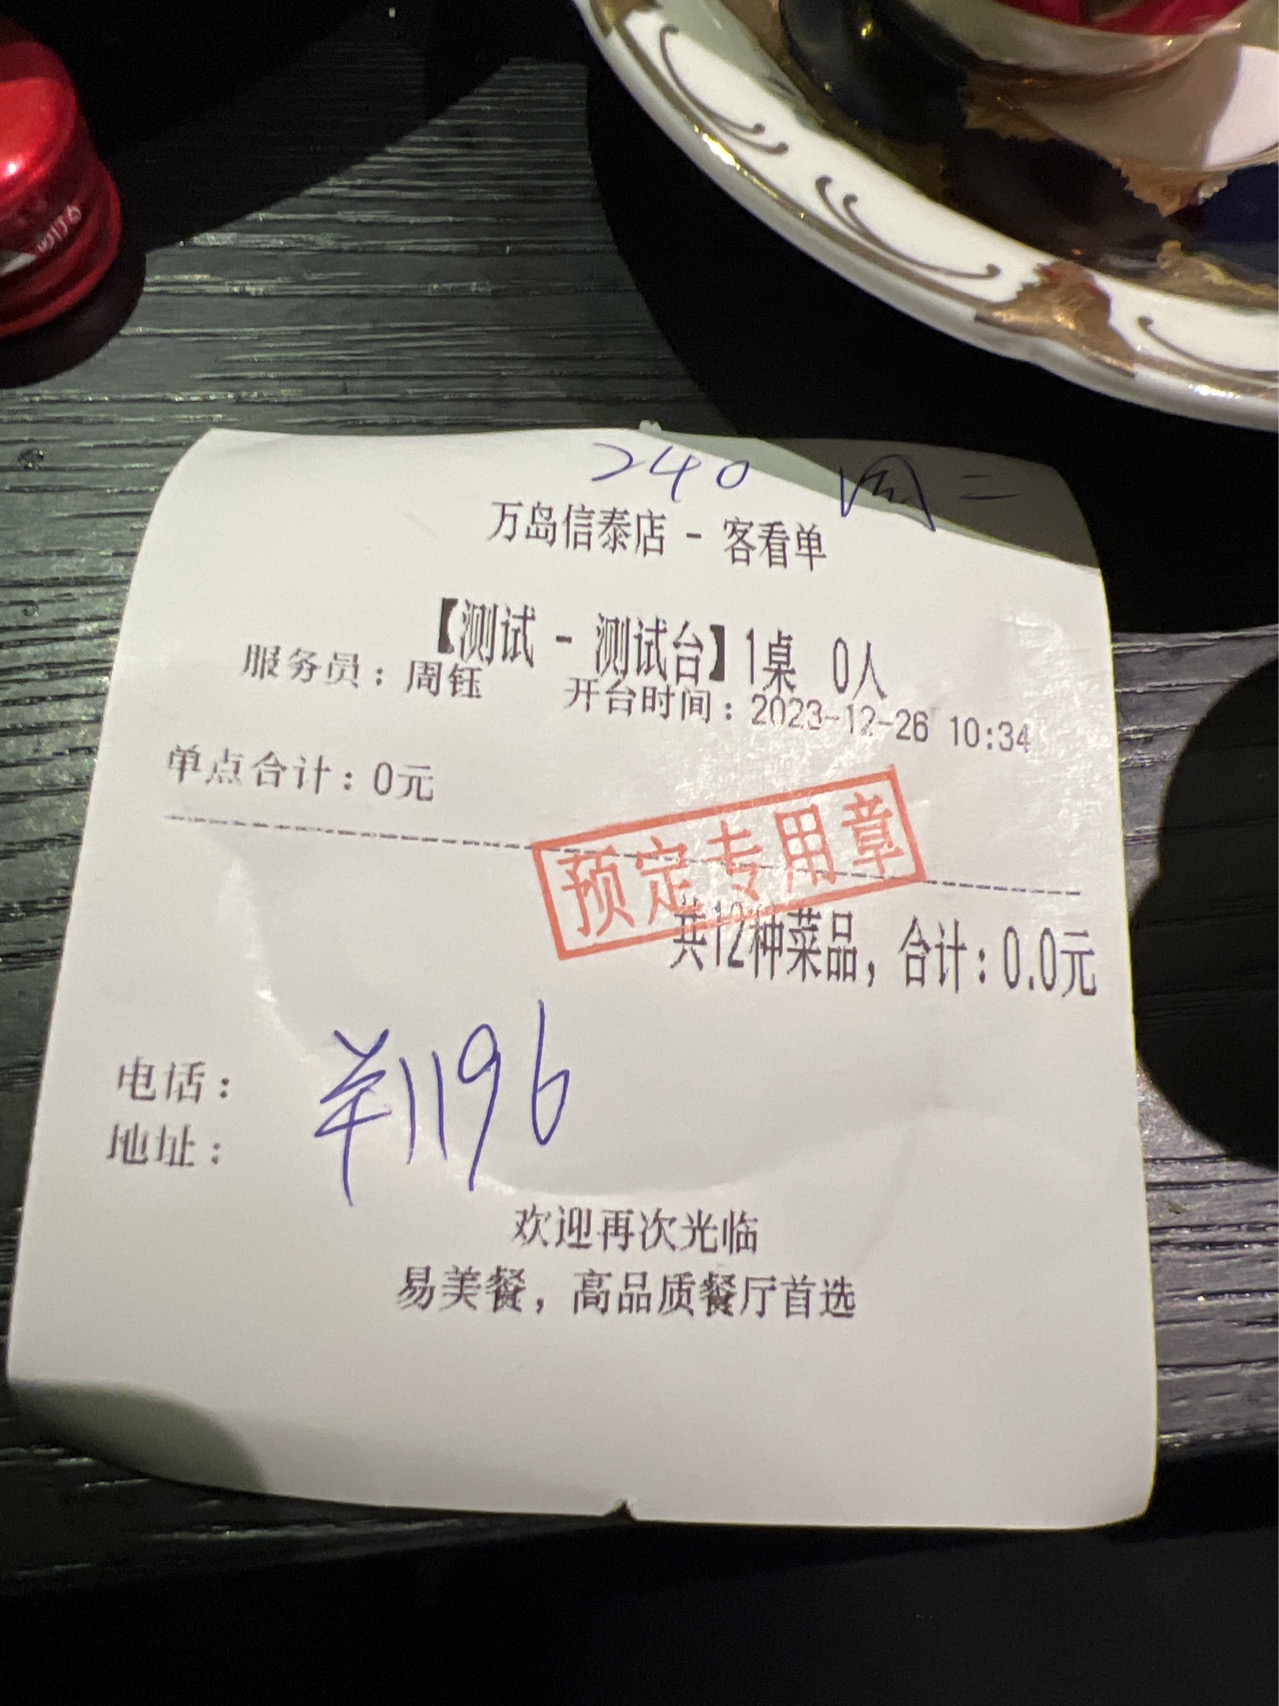 240 周二
万岛信泰店 - 客看单
【测试 - 测试台】1桌 0人
服务员：周钰 开台时间：2023-12-26 10:34
单点合计：0元
预定专用章
共12种菜品，合计：0.0元
电话：
地址：
¥1196
欢迎再次光临
易美餐，高品质餐厅首选